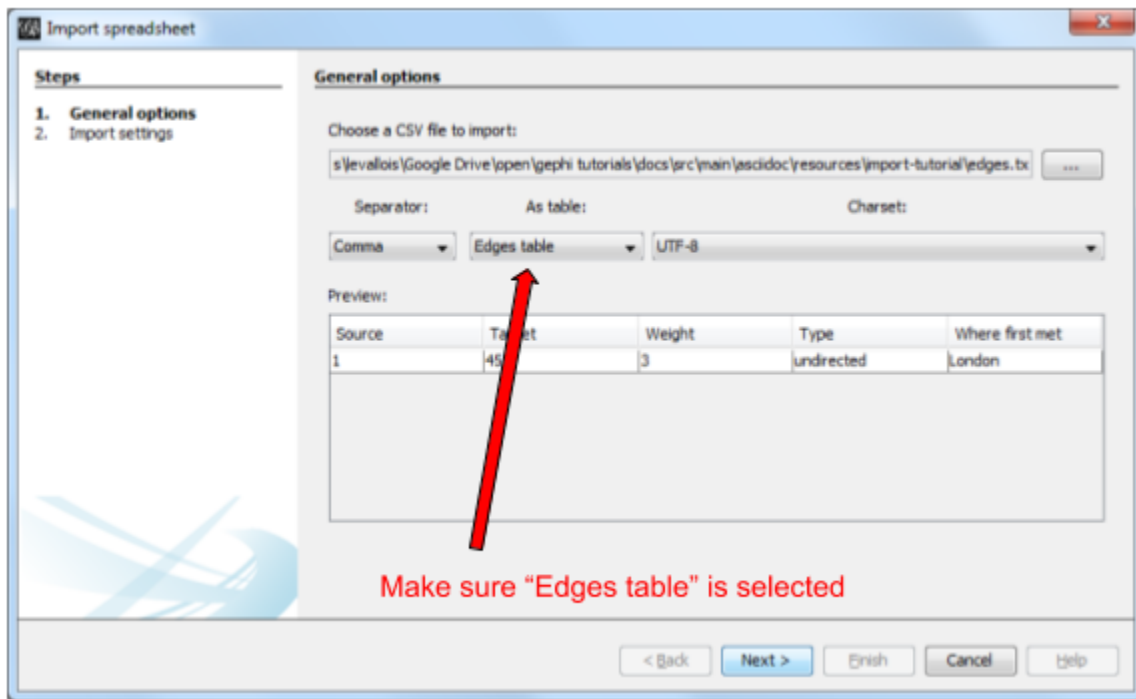 Import spreadsheet
Steps
1. General options
2. Import settings
General options
Choose a CSV file to import:
s\levallois\Google Drive\open\gephi tutorials\docs\src\main\asciidoc\resources\import-tutorial\edges.tx ...
Separator: As table: Charset:
Comma Edges table UTF-8
Preview:
Source Weight Type Where first met
1 45 3 undirected London
Make sure “Edges table” is selected
< Back Next > Finish Cancel Help